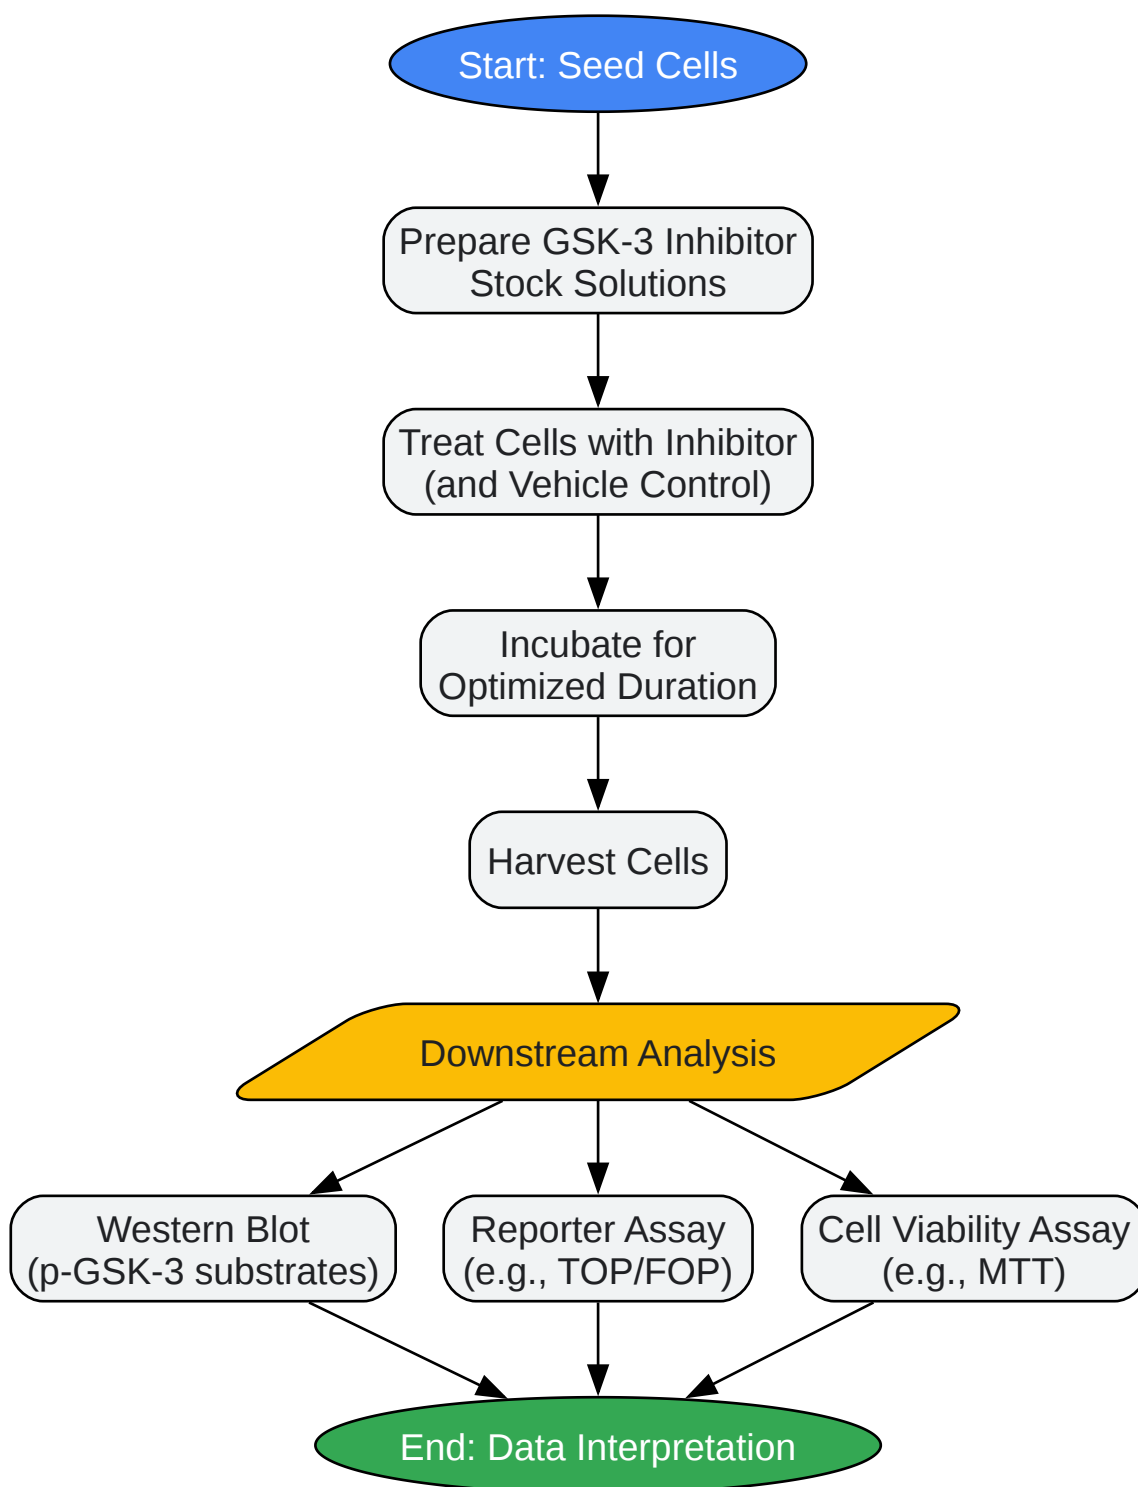 Start: Seed Cells
Prepare GSK-3 Inhibitor
Stock Solutions
Treat Cells with Inhibitor
(and Vehicle Control)
Incubate for
Optimized Duration
Harvest Cells
Downstream Analysis
Western Blot
(p-GSK-3 substrates)
Reporter Assay
(e.g., TOP/FOP)
Cell Viability Assay
(e.g., MTT)
End: Data Interpretation